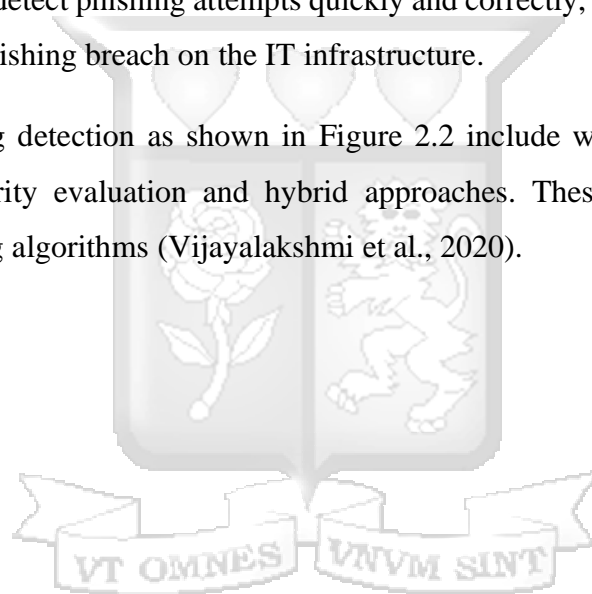 detect phishing attempts quickly and correctly,
ishing breach on the IT infrastructure.
g detection as shown in Figure 2.2 include w
rity evaluation and hybrid approaches. Thes
g algorithms (Vijayalakshmi et al., 2020).
VT OMNES VNVM SINT